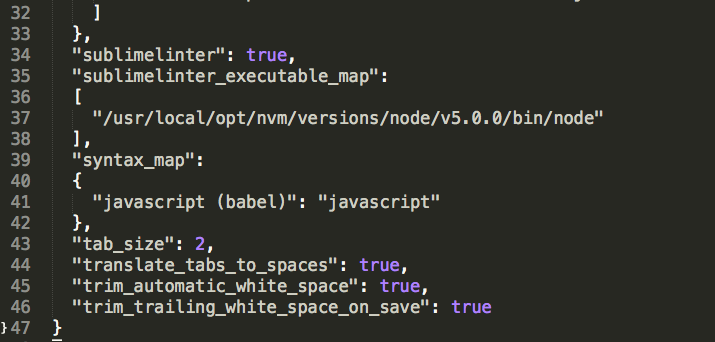 32 ]
33 },
34 "sublimelinter": true,
35 "sublimelinter_executable_map":
36 [
37 "/usr/local/opt/nvm/versions/node/v5.0.0/bin/node"
38 ],
39 "syntax_map":
40 {
41 "javascript (babel)": "javascript"
42 },
43 "tab_size": 2,
44 "translate_tabs_to_spaces": true,
45 "trim_automatic_white_space": true,
46 "trim_trailing_white_space_on_save": true
}47 }